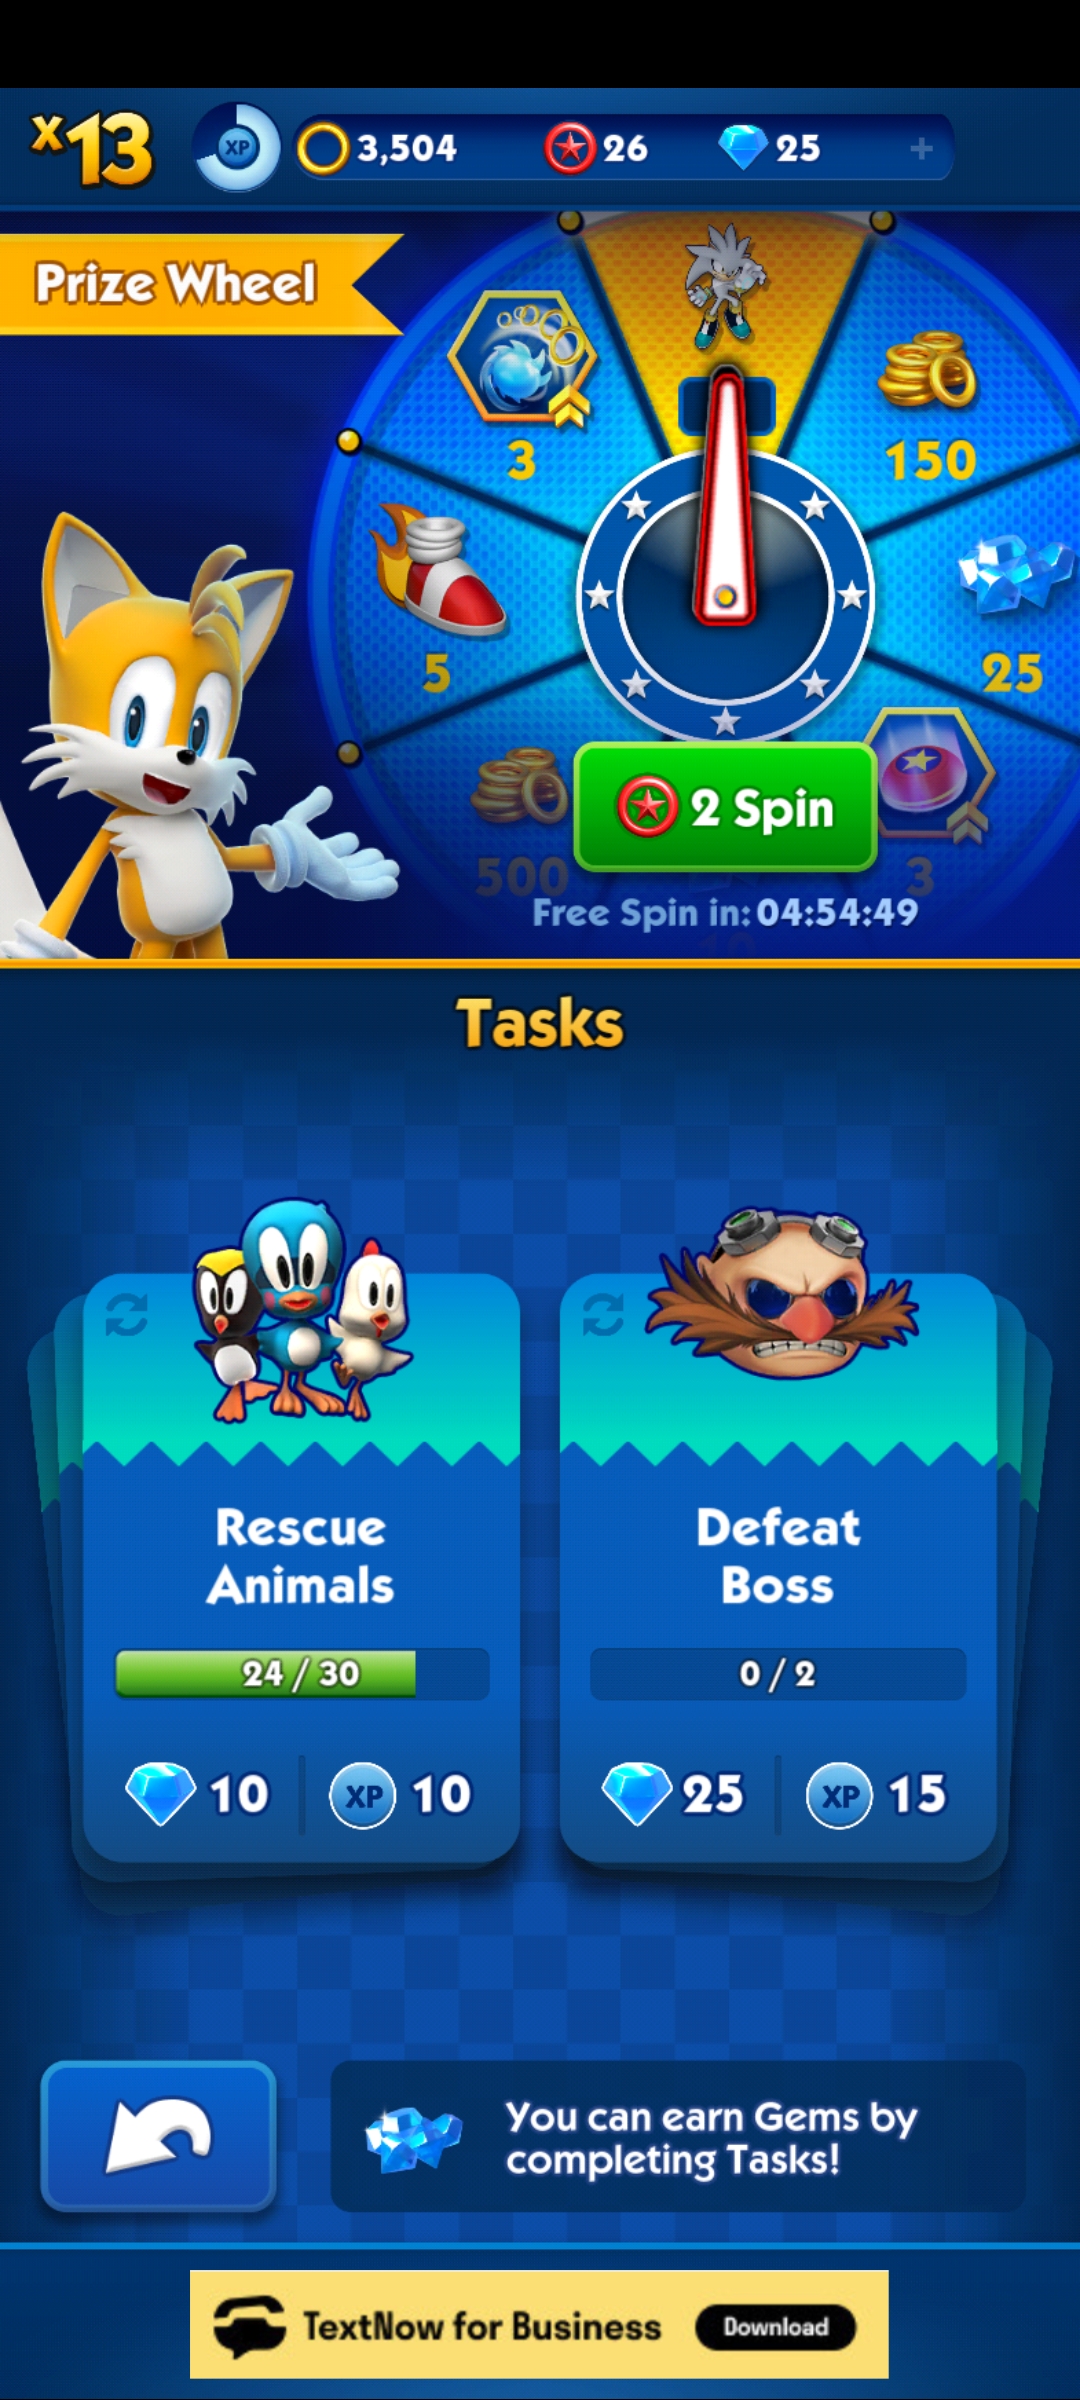 x13
XP
3,504
26
25
+
Prize Wheel
3
150
5
25
2 Spin
500
3
Free Spin in: 04:54:49
10
Tasks
Rescue
Animals
24 / 30
10
XP
10
Defeat
Boss
0 / 2
25
XP
15
You can earn Gems by
completing Tasks!
TextNow for Business
Download